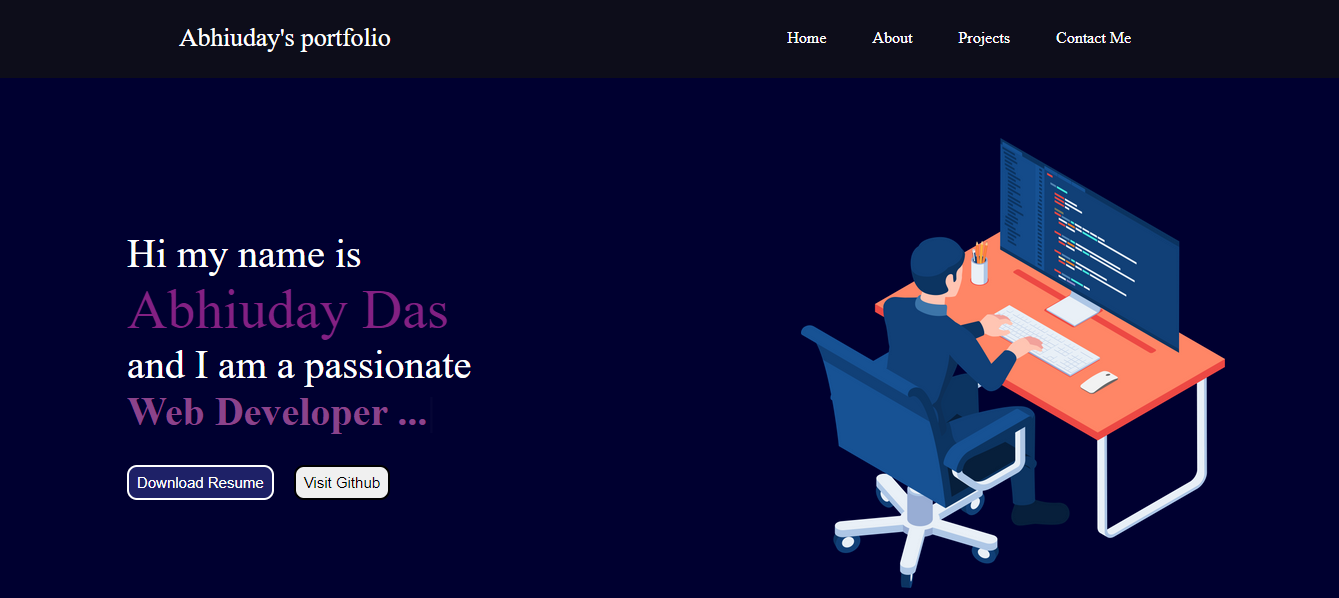 Abhiuday's portfolio
Home About Projects Contact Me
Hi my name is
Abhiuday Das
and I am a passionate
Web Developer ...
Download Resume Visit Github